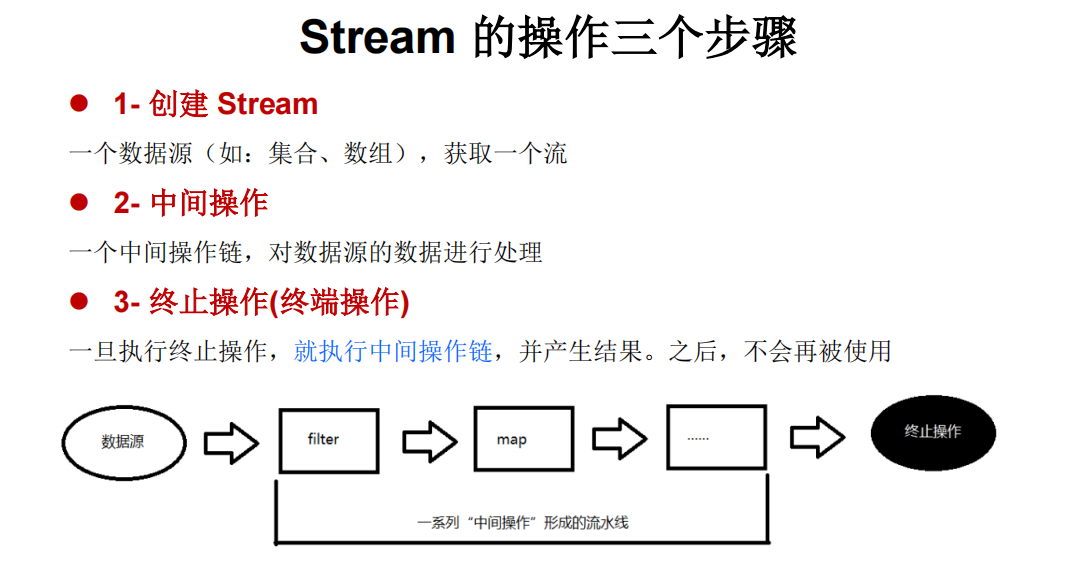 Stream 的操作三个步骤
● 1- 创建 Stream
一个数据源（如：集合、数组），获取一个流
● 2- 中间操作
一个中间操作链，对数据源的数据进行处理
● 3- 终止操作(终端操作)
一旦执行终止操作，就执行中间操作链，并产生结果。之后，不会再被使用
数据源
filter
map
......
终止操作
一系列“中间操作”形成的流水线